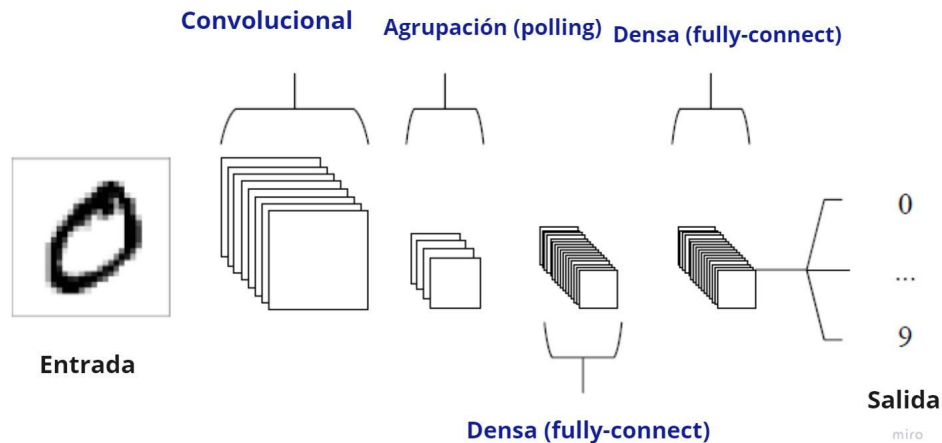 Convolucional
Agrupación (polling)
Densa (fully-connect)
0
...
9
Entrada
Salida
Densa (fully-connect)
miro